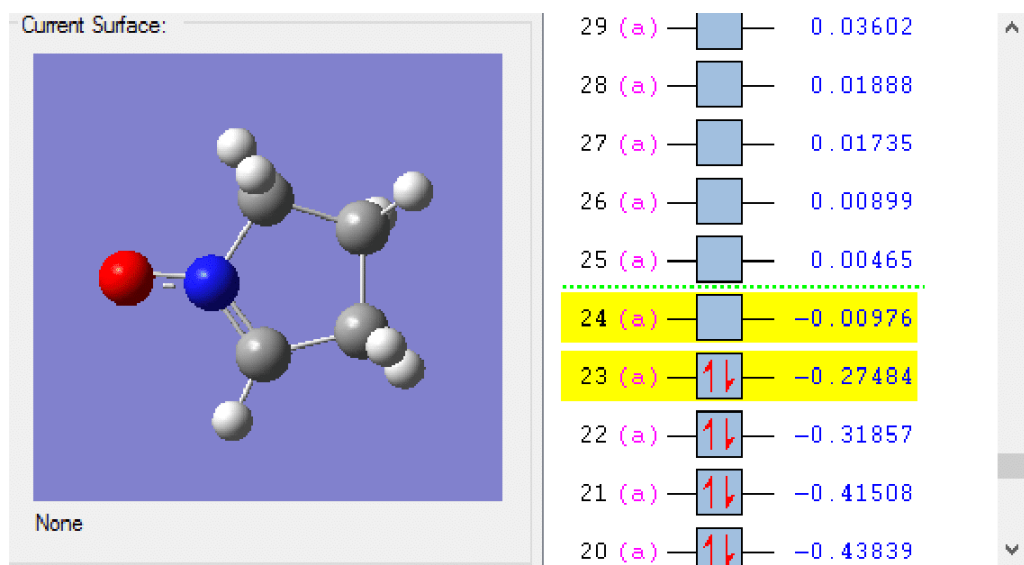 Current Surface:
None
29 (a) 0.03602
28 (a) 0.01888
27 (a) 0.01735
26 (a) 0.00899
25 (a) 0.00465
24 (a) -0.00976
23 (a) -0.27484
22 (a) -0.31857
21 (a) -0.41508
20 (a) -0.43839